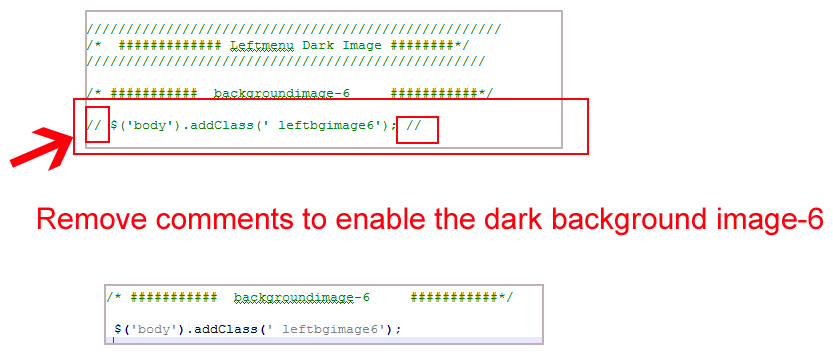 ////////////////////////////////////////////////////
/*  ############# Leftmenu Dark Image ########*/
//////////////////////////////////////////////////
/* ###########  backgroundimage-6     ###########*/
// $('body').addClass(' leftbgimage6'); //
Remove comments to enable the dark background image-6
/* ###########  backgroundimage-6     ###########*/
$('body').addClass(' leftbgimage6');